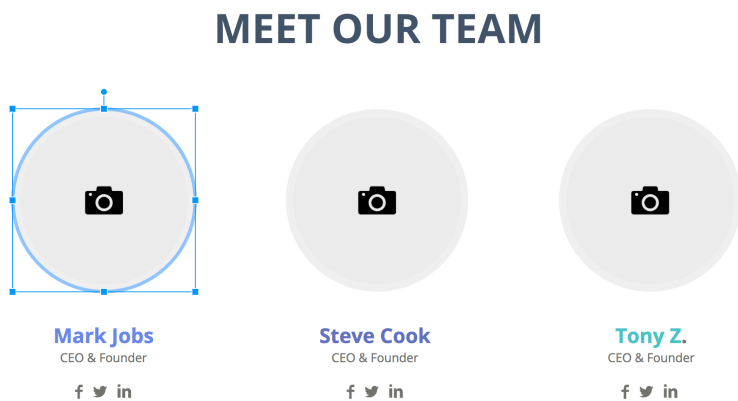 MEET OUR TEAM
Mark Jobs
CEO & Founder
Steve Cook
CEO & Founder
Tony Z.
CEO & Founder